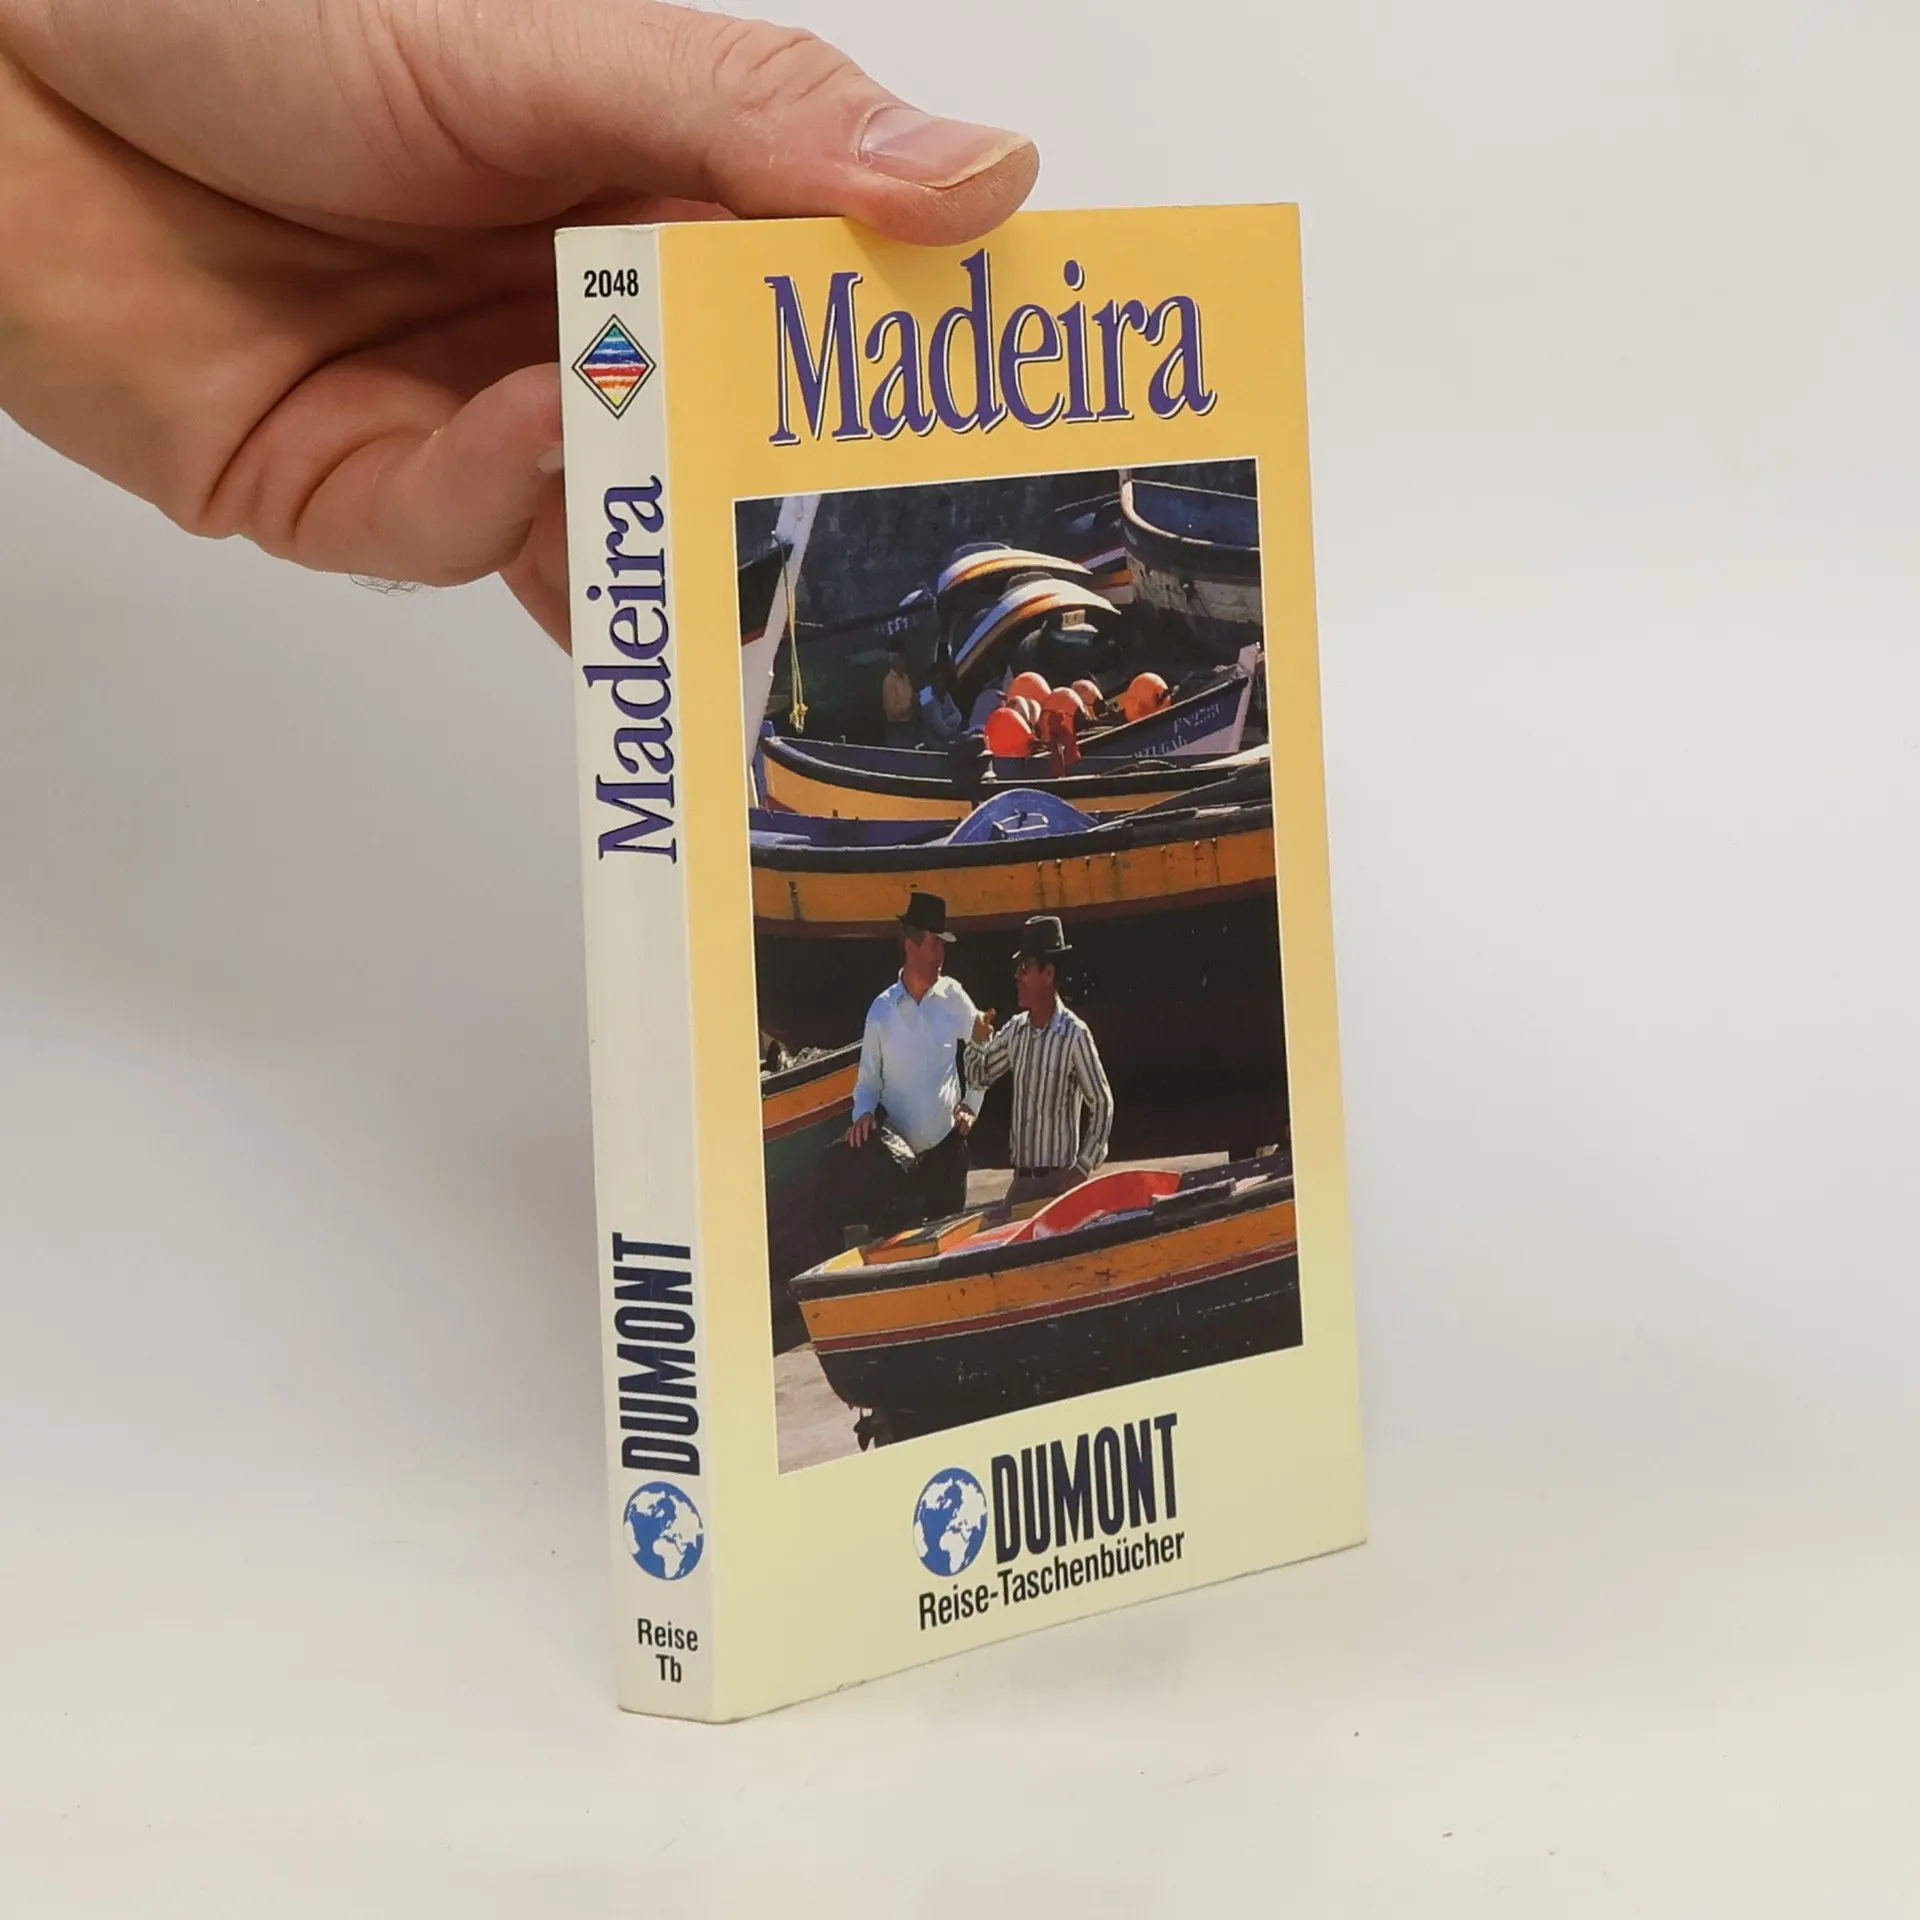 2048
Madeira
DUMONT
Reise
Tb
Madeira
DUMONT
Reise-Taschenbücher